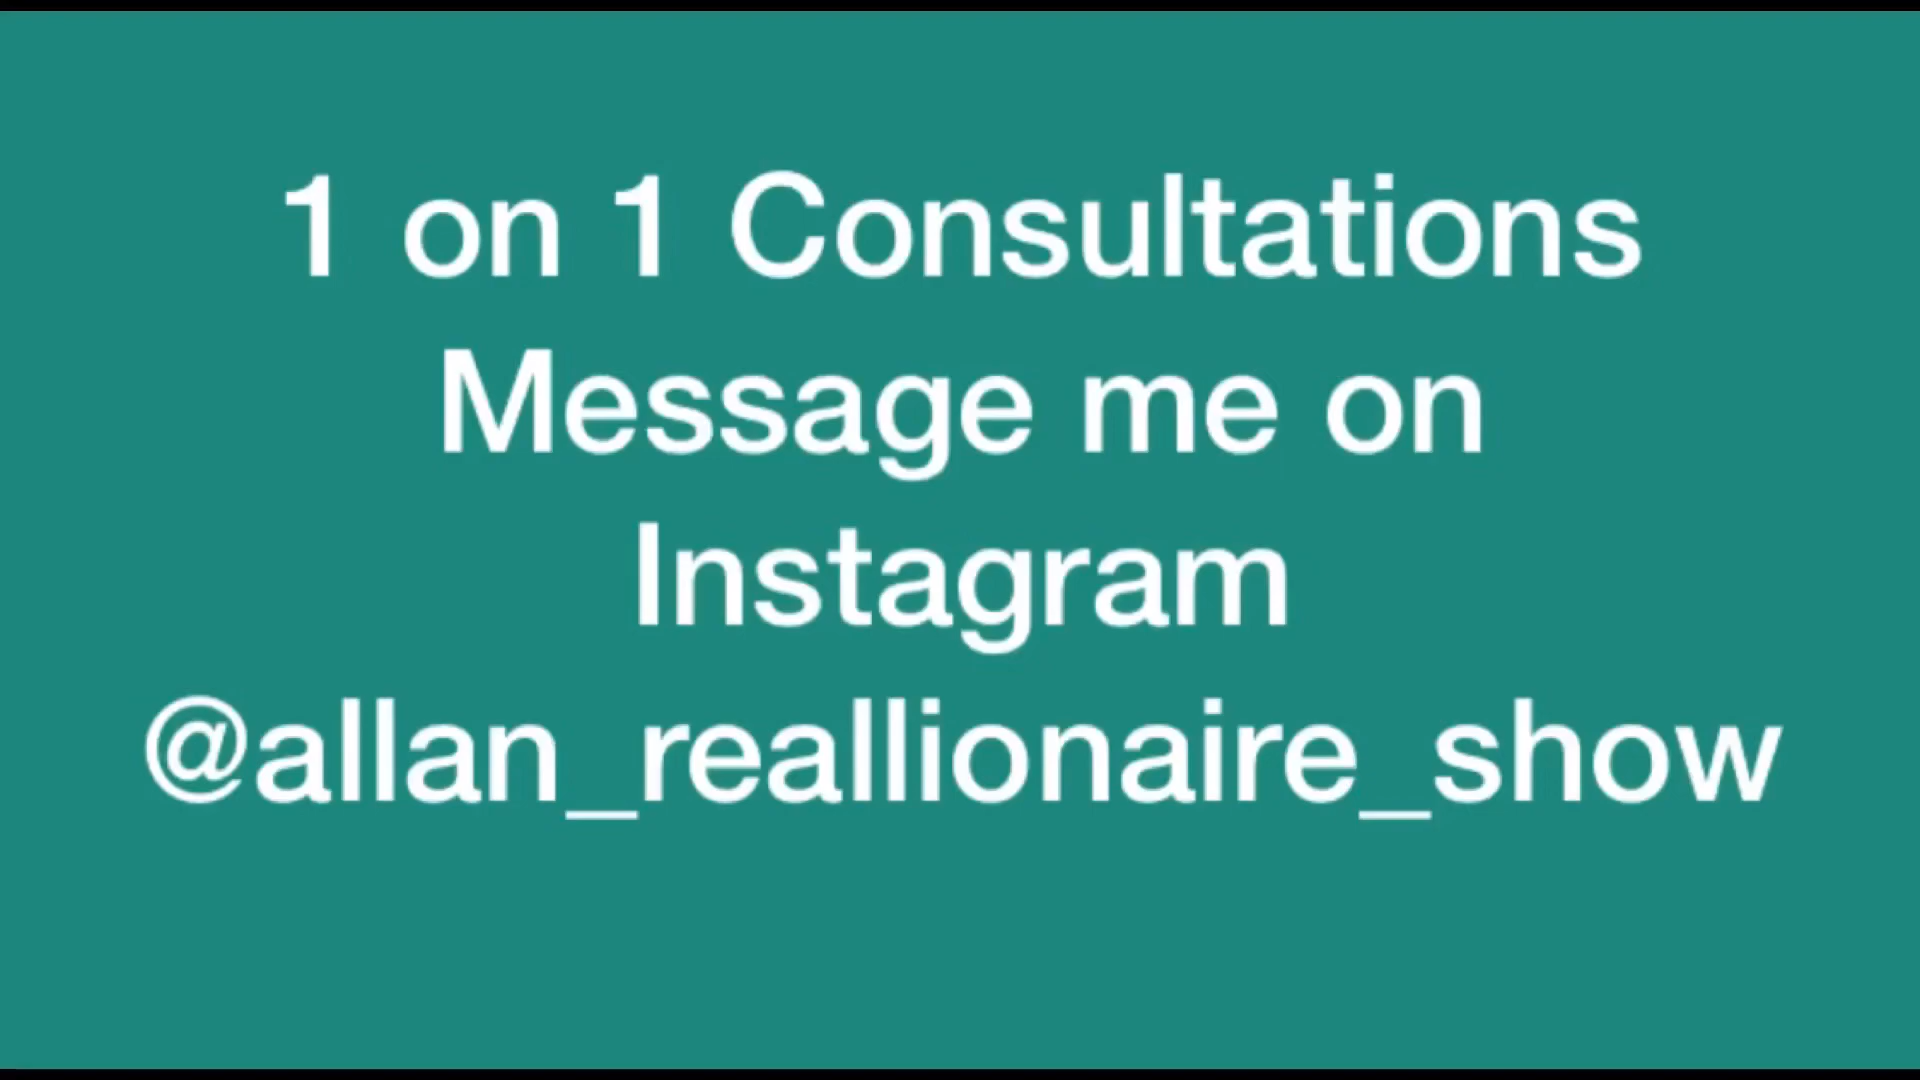 1 on 1 Consultations
Message me on
Instagram
@allan_reallionaire_show